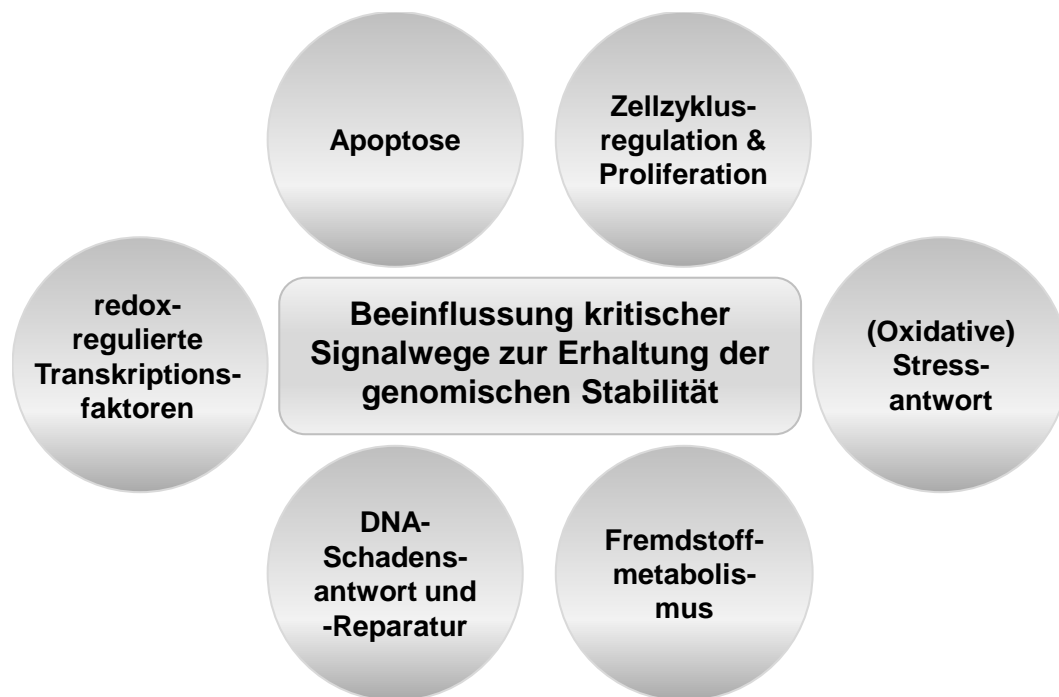 Apoptose
Zellzyklus-
regulation &
Proliferation
redox-
regulierte
Transkriptions-
faktoren
Beeinflussung kritischer
Signalwege zur Erhaltung der
genomischen Stabilität
(Oxidative)
Stress-
antwort
DNA-
Schadens-
antwort und
-Reparatur
Fremdstoff-
metabolis-
mus